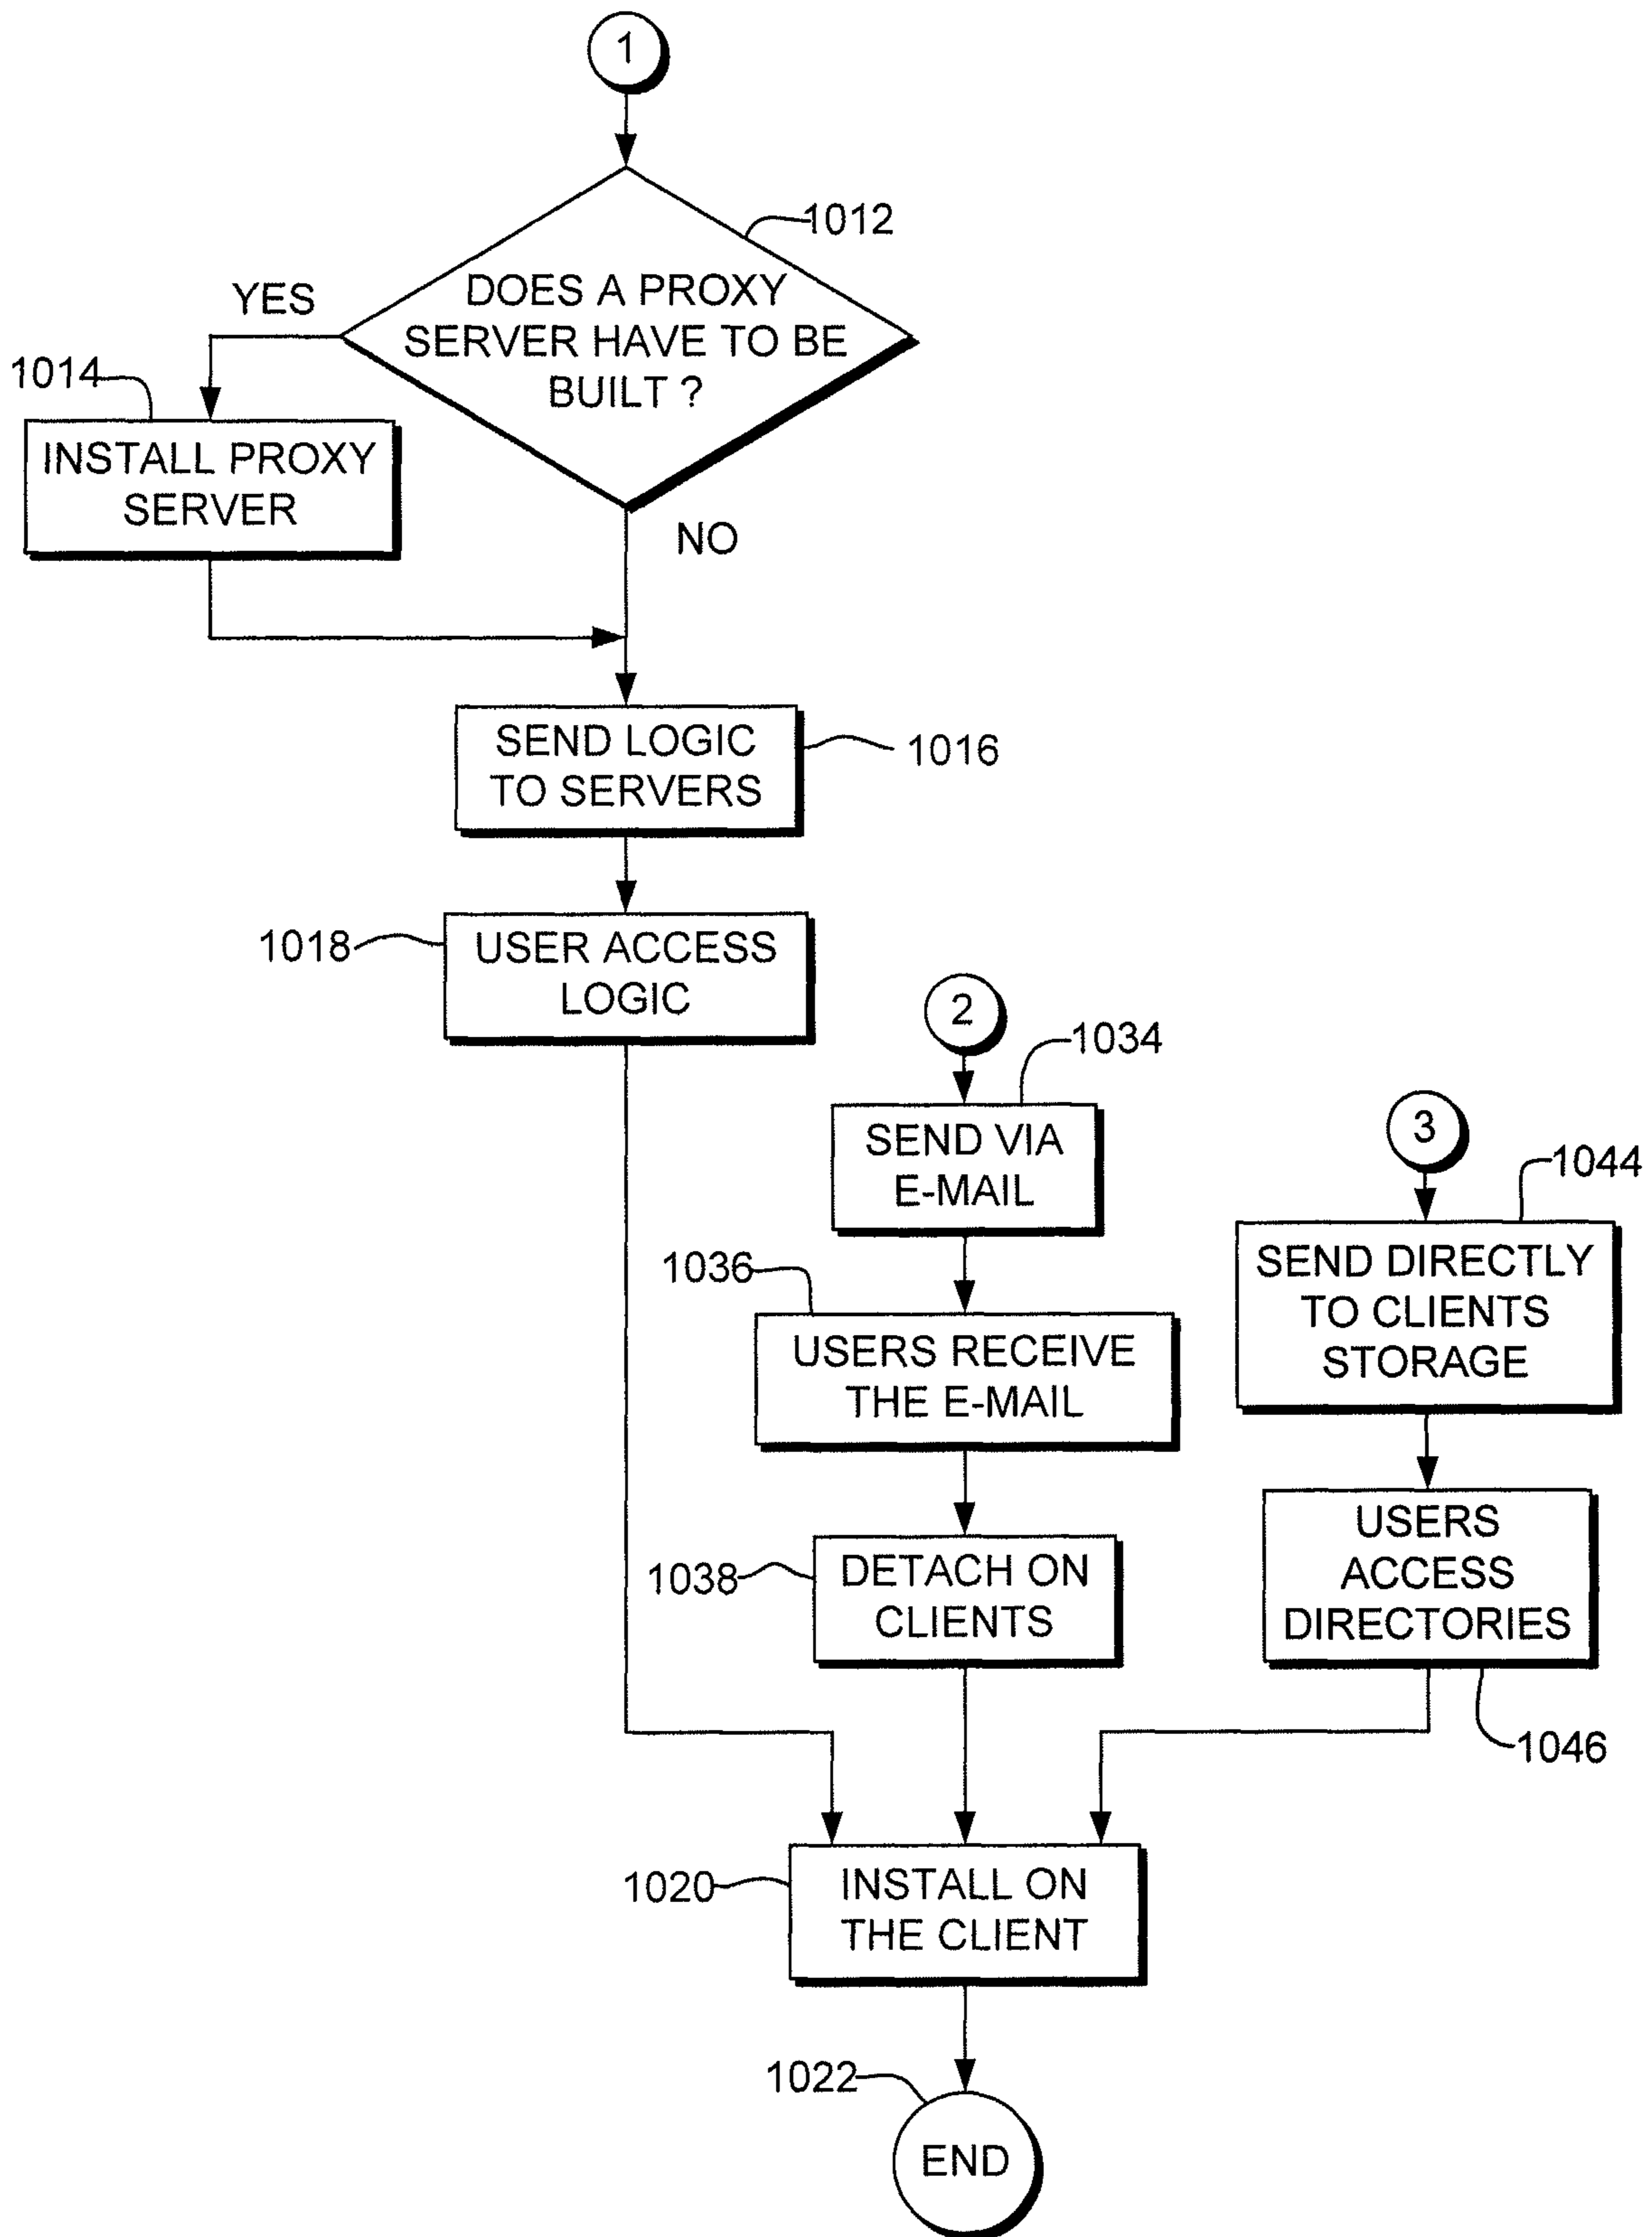 1
1012
DOES A PROXY
SERVER HAVE TO BE
BUILT ?
YES
1014
INSTALL PROXY
SERVER
NO
SEND LOGIC
TO SERVERS
1016
1018
USER ACCESS
LOGIC
2
1034
SEND VIA
E-MAIL
3
1044
SEND DIRECTLY
TO CLIENTS
STORAGE
1036
USERS RECEIVE
THE E-MAIL
1038
DETACH ON
CLIENTS
USERS
ACCESS
DIRECTORIES
1046
1020
INSTALL ON
THE CLIENT
1022
END